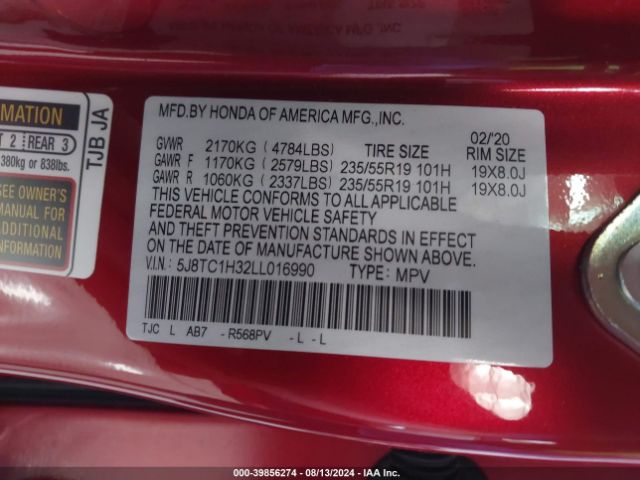 MFD.BY HONDA OF AMERICA MFG.,INC.
02/'20
GVWR 2170KG ( 4784LBS) TIRE SIZE RIM SIZE
GAWR F 1170KG ( 2579LBS) 235/55R19 101H 19X8.0J
GAWR R 1060KG ( 2337LBS) 235/55R19 101H 19X8.0J
THIS VEHICLE CONFORMS TO ALL APPLICABLE
FEDERAL MOTOR VEHICLE SAFETY
AND THEFT PREVENTION STANDARDS IN EFFECT
ON THE DATE OF MANUFACTURE SHOWN ABOVE.
V.I.N.: 5J8TC1H32LL016990 TYPE: MPV
TJC L AB7 - R568PV - L - L
REAR 3
380kg or 838lbs.
SEE OWNER'S
MANUAL FOR
ADDITIONAL
TJB JA
000-39856274 - 08/13/2024 - IAA Inc.